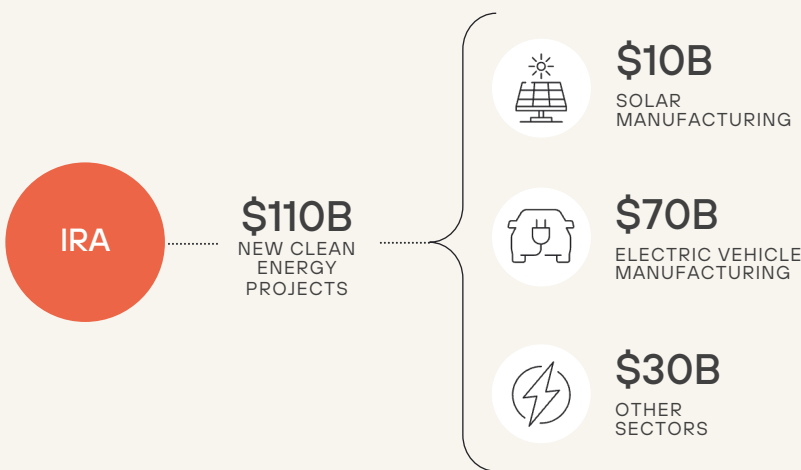 IRA
$110B
NEW CLEAN
ENERGY
PROJECTS
$10B
SOLAR
MANUFACTURING
$70B
ELECTRIC VEHICLE
MANUFACTURING
$30B
OTHER
SECTORS